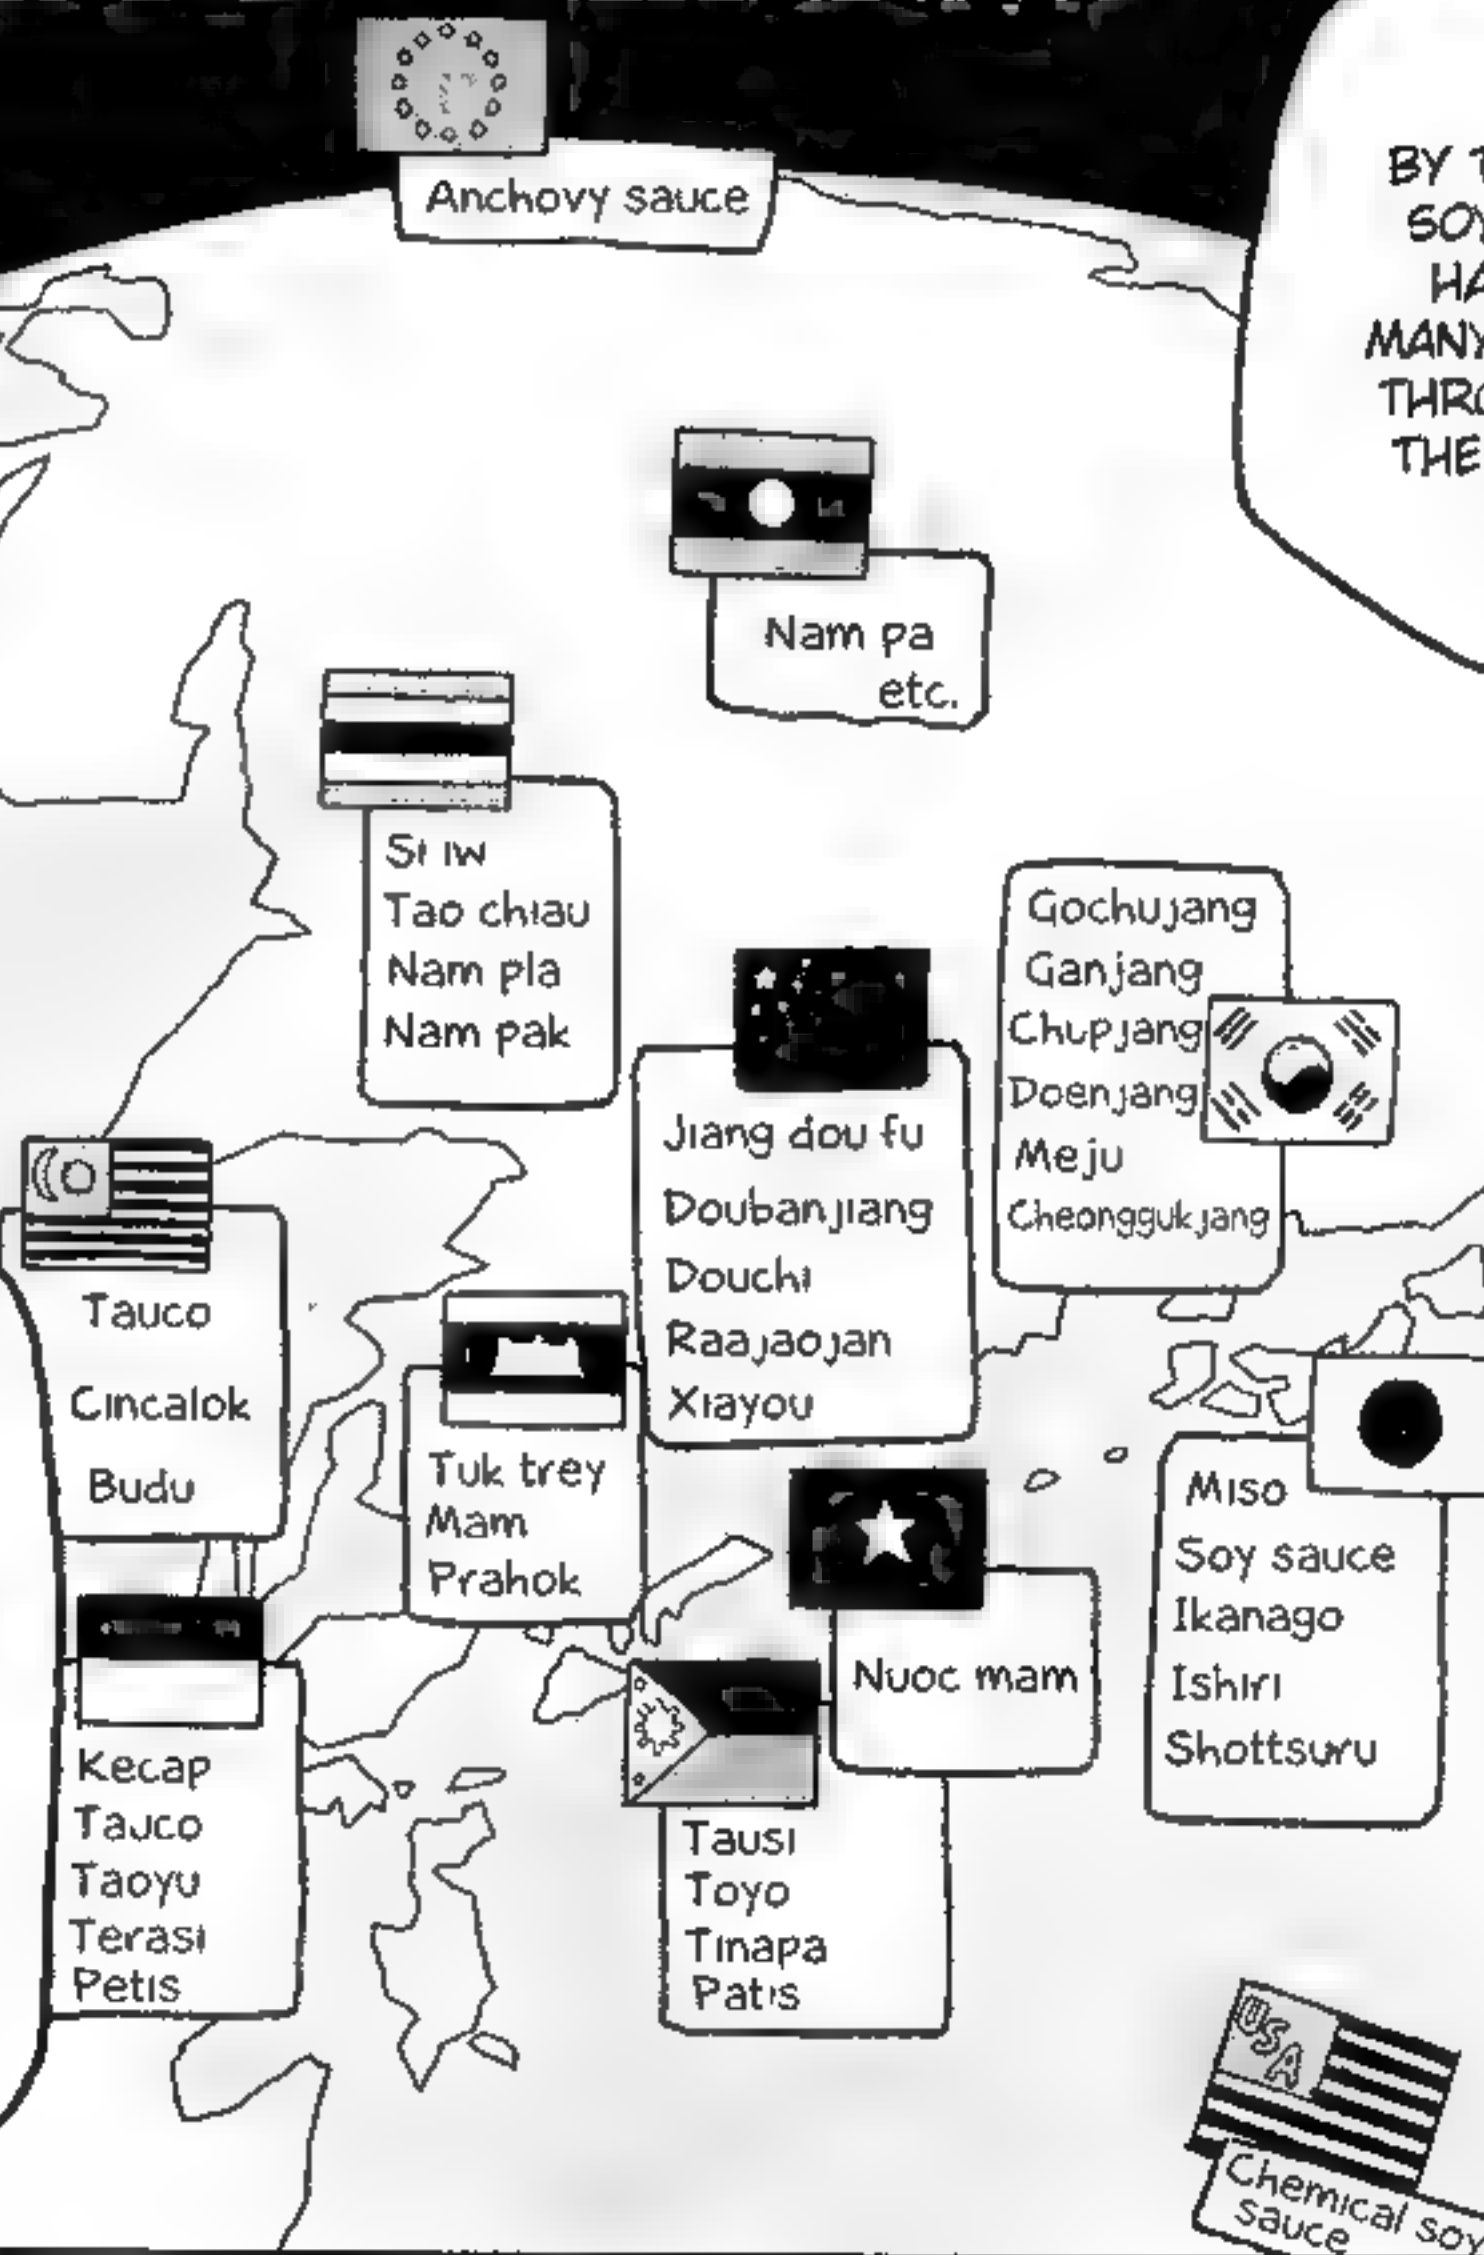 Anchovy sauce
BY
MANY
THE
Nam pa
etc.
Si iw
Tao chiau
Nam pla
Nam pak
Gochujang
Ganjang
Chupjang
Doenjang
Meju
Cheonggukjang
Jiang dou fu
Doubanjiang
Douchi
Raajaojan
Xiayou
Tauco
Cincalok
Budu
Tuk trey
Mam
Prahok
Miso
Soy sauce
Ikanago
Ishiri
Shottsuru
Nuoc mam
Kecap
Tauco
Taoyu
Terasi
Petis
Tausi
Toyo
Tinapa
Patis
USA
Chemical soy
sauce